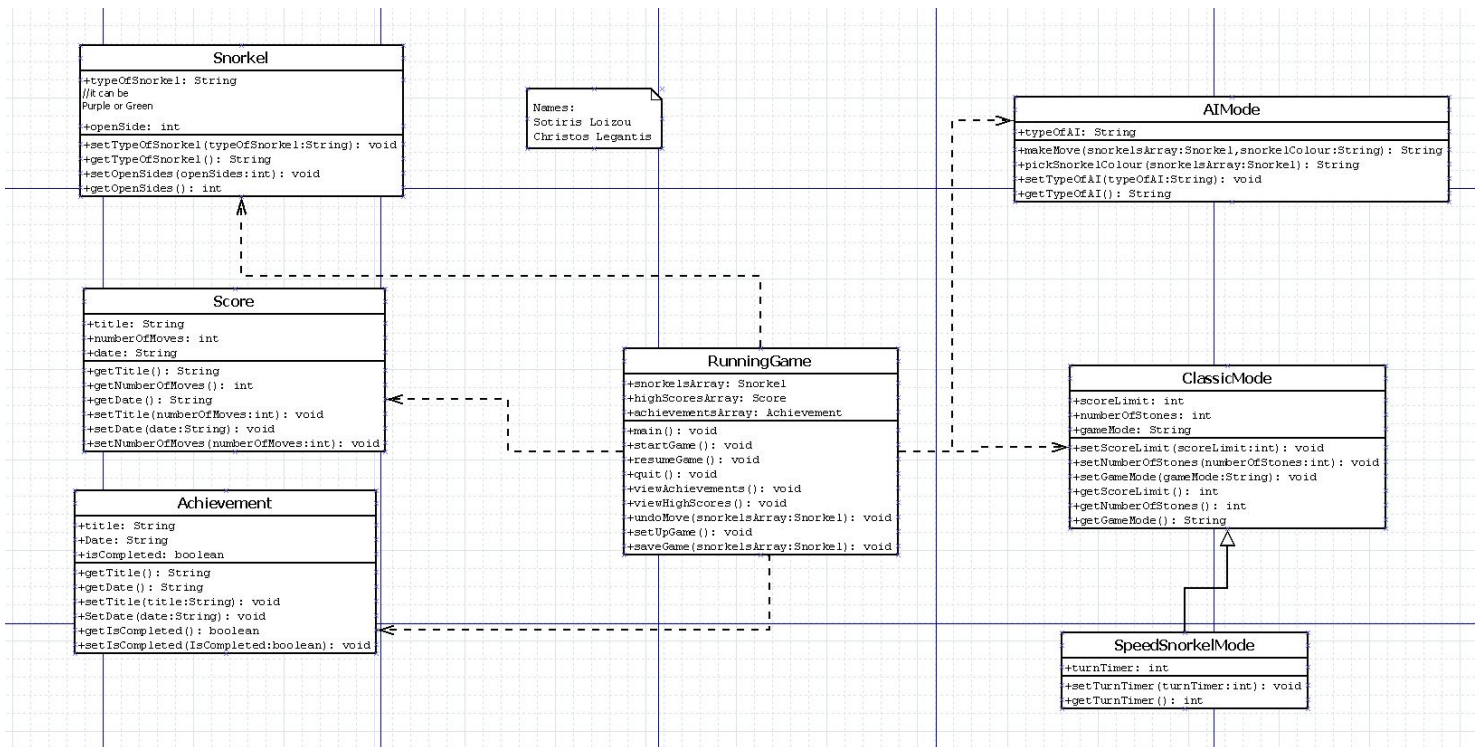 Snorkel
+typeOfSnorkel: String
//it can be
Purple or Green
+openSide: int
+setTypeOfSnorkel(typeOfSnorkel:String): void
+getTypeOfSnorkel(): String
+setOpenSides(openSides:int): void
+getOpenSides(): int
Names:
Sotiris Loizou
Christos Legantis
AIMode
+typeOfAI: String
+makeMove(snorkelsArray:Snorkel,snorkelColour:String): String
+pickSnorkelColour(snorkelsArray:Snorkel): String
+setTypeOfAI(typeOfAI:String): void
+getTypeOfAI(): String
Score
+title: String
+numberOfMoves: int
+date: String
+getTitle(): String
+getNumberOfMoves(): int
+getDate(): String
+setTitle(numberOfMoves:int): void
+setDate(date:String): void
+setNumberOfMoves(numberOfMoves:int): void
RunningGame
+snorkelsArray: Snorkel
+highScoresArray: Score
+achievementsArray: Achievement
+main(): void
+startGame(): void
+resumeGame(): void
+quit(): void
+viewAchievements(): void
+viewHighScores(): void
+undoMove(snorkelsArray:Snorkel): void
+setUpGame(): void
+saveGame(snorkelsArray:Snorkel): void
ClassicMode
+scoreLimit: int
+numberOfStones: int
+gameMode: String
+setScoreLimit(scoreLimit:int): void
+setNumberOfStones(numberOfStones:int): void
+setGameMode(gameMode:String): void
+getScoreLimit(): int
+getNumberOfStones(): int
+getGameMode(): String
Achievement
+title: String
+Date: String
+isCompleted: boolean
+getTitle(): String
+getDate(): String
+setTitle(title:String): void
+SetDate(date:String): void
+getIsCompleted(): boolean
+setIsCompleted(IsCompleted:boolean): void
SpeedSnorkelMode
+turnTimer: int
+setTurnTimer(turnTimer:int): void
+getTurnTimer(): int